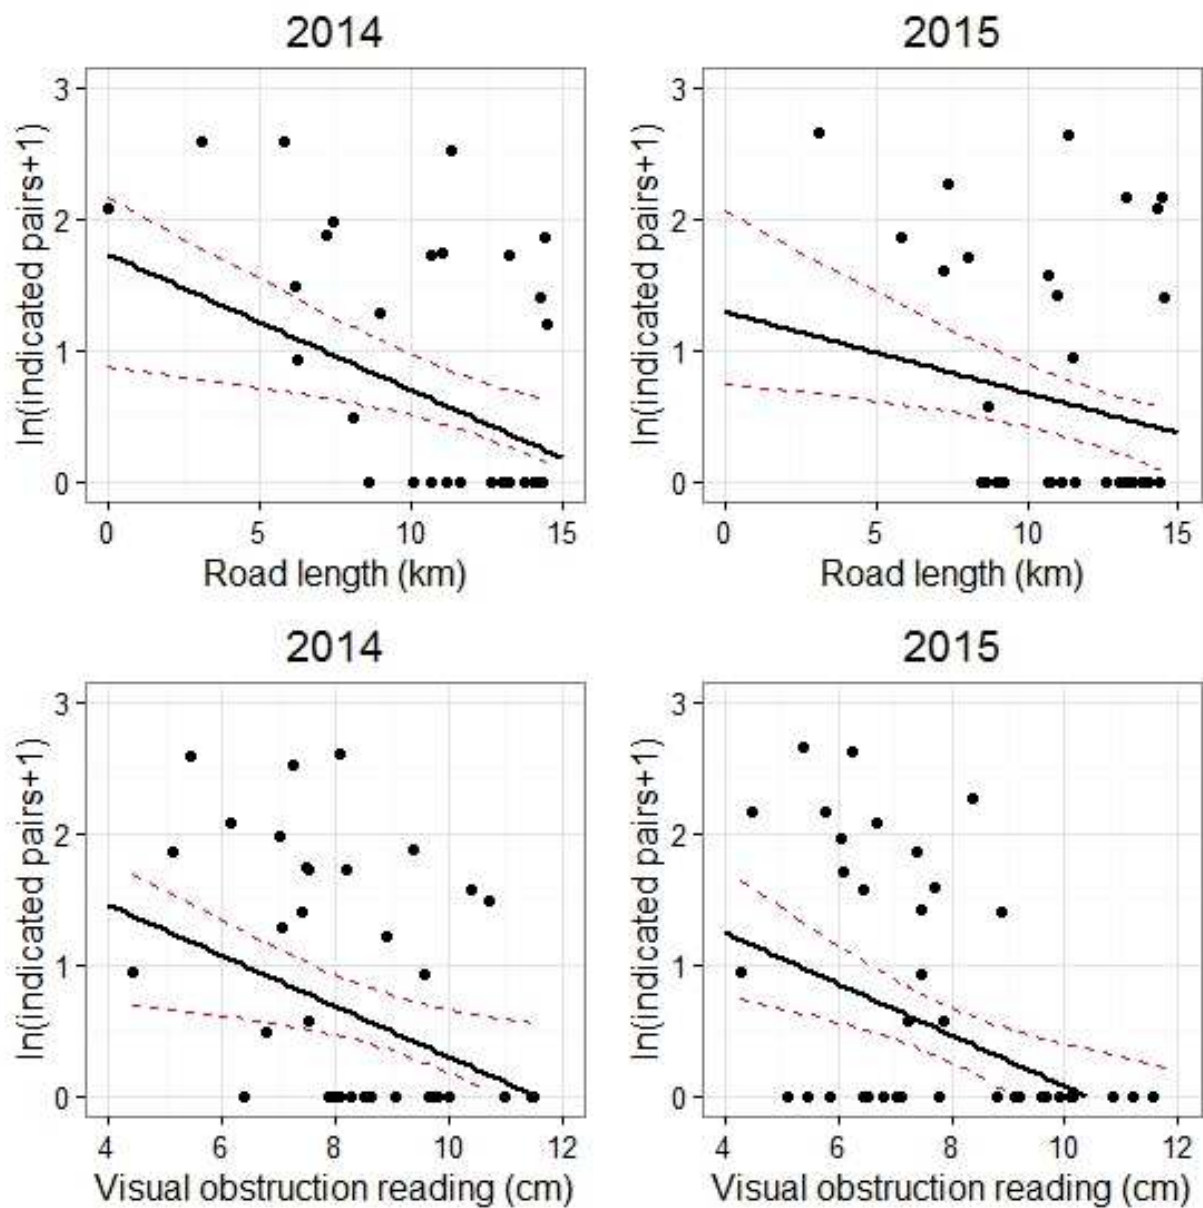 2014
2015
3
2
1
0
ln(indicated pairs+1)
0 5 10 15
Road length (km)
3
2
1
0
ln(indicated pairs+1)
0 5 10 15
Road length (km)
2014
2015
3
2
1
0
ln(indicated pairs+1)
4 6 8 10 12
Visual obstruction reading (cm)
3
2
1
0
ln(indicated pairs+1)
4 6 8 10 12
Visual obstruction reading (cm)